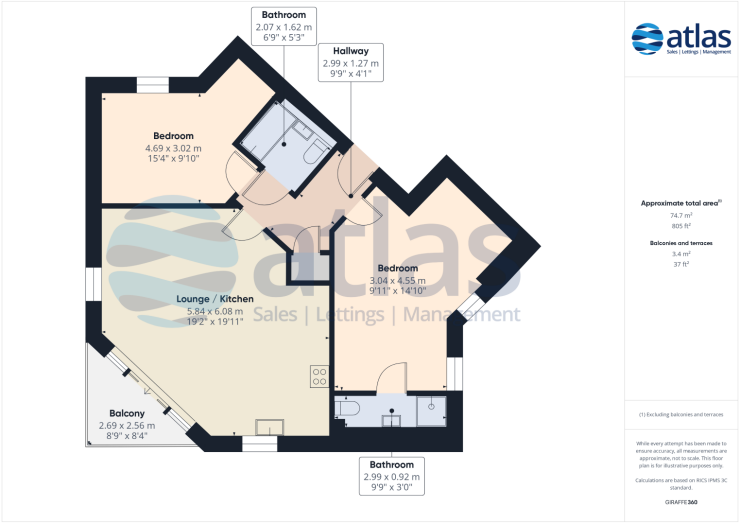 Bathroom
2.07 x 1.62 m
6'9" x 5'3"
Hallway
2.99 x 1.27 m
9'9" x 4'1"
Bedroom
4.69 x 3.02 m
15'4" x 9'10"
Bedroom
3.04 x 4.55 m
9'11" x 14'10"
Lounge / Kitchen
5.84 x 6.08 m
19'2" x 19'11"
atlas
Sales | Lettings | Management
Balcony
2.69 x 2.56 m
8'9" x 8'4"
Bathroom
2.99 x 0.92 m
9'9" x 3'0"
atlas
Sales | Lettings | Management
Approximate total area(1)
74.7 m²
805 ft²
Balconies and terraces
3.4 m²
37 ft²
(1) Excluding balconies and terraces
While every attempt has been made to
ensure accuracy, all measurements are
approximate, not to scale. This floor
plan is for illustrative purposes only.
Calculations are based on RICS IPMS 3C
standard.
GIRAFFE360